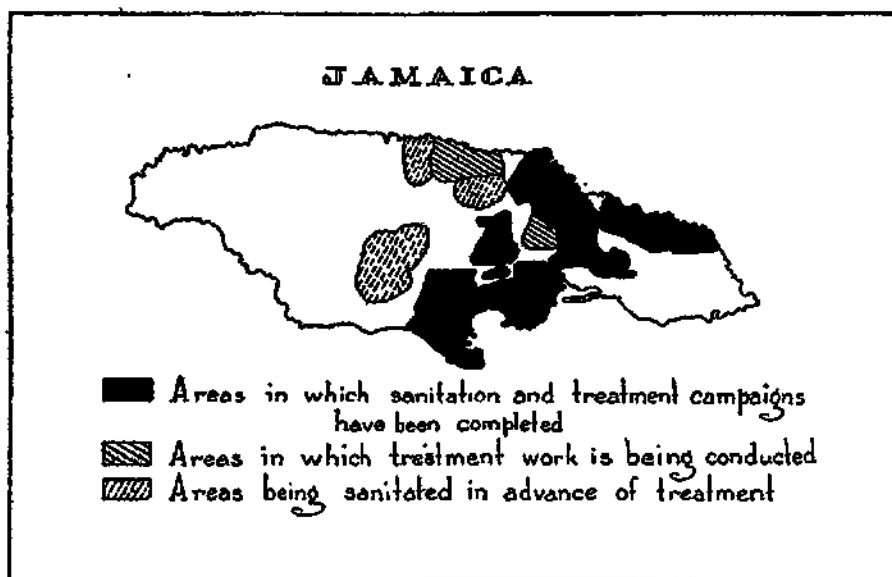 JAMAICA
Areas in which sanitation and treatment campaigns
have been completed
Areas in which treatment work is being conducted
Areas being sanitated in advance of treatment